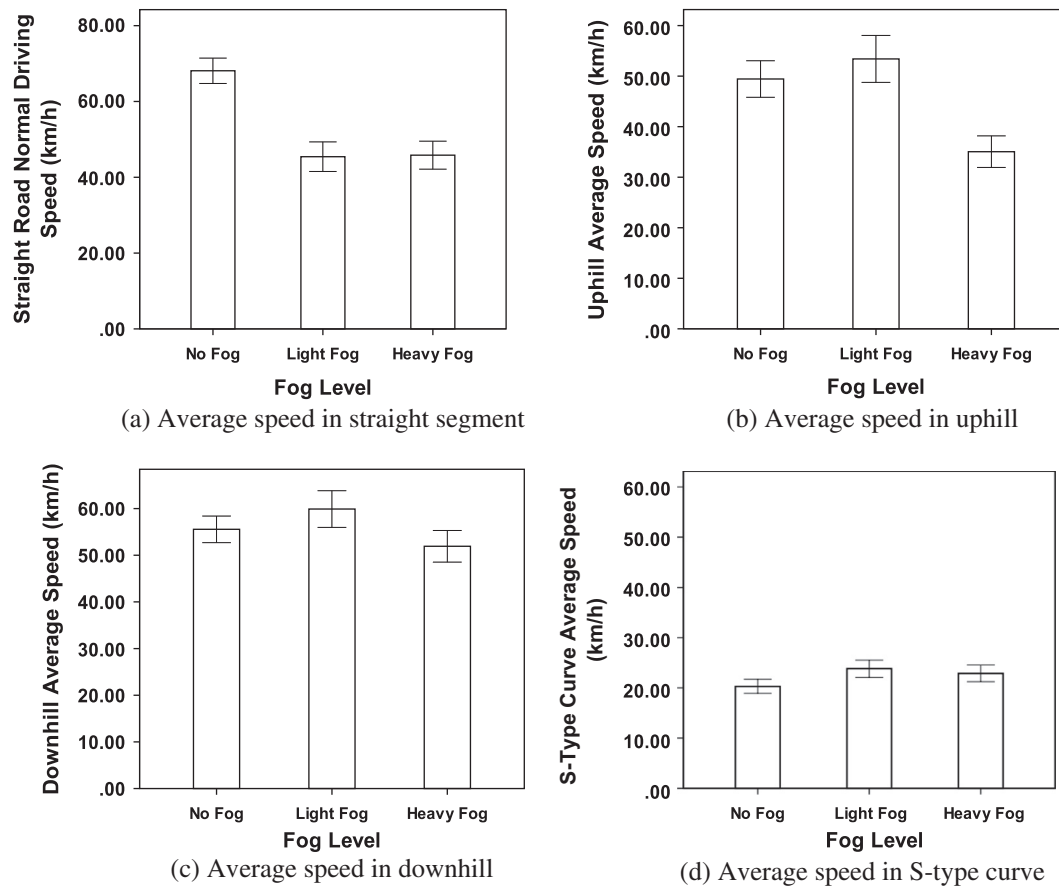 Straight Road Normal Driving
Speed (km/h)
80.00
60.00
40.00
20.00
.00
No Fog Light Fog Heavy Fog
Fog Level
(a) Average speed in straight segment
Uphill Average Speed (km/h)
60.00
50.00
40.00
30.00
20.00
10.00
.00
No Fog Light Fog Heavy Fog
Fog Level
(b) Average speed in uphill
Downhill Average Speed (km/h)
60.00
50.00
40.00
30.00
20.00
10.00
.00
No Fog Light Fog Heavy Fog
Fog Level
(c) Average speed in downhill
S-Type Curve Average Speed
(km/h)
60.00
50.00
40.00
30.00
20.00
10.00
.00
No Fog Light Fog Heavy Fog
Fog Level
(d) Average speed in S-type curve